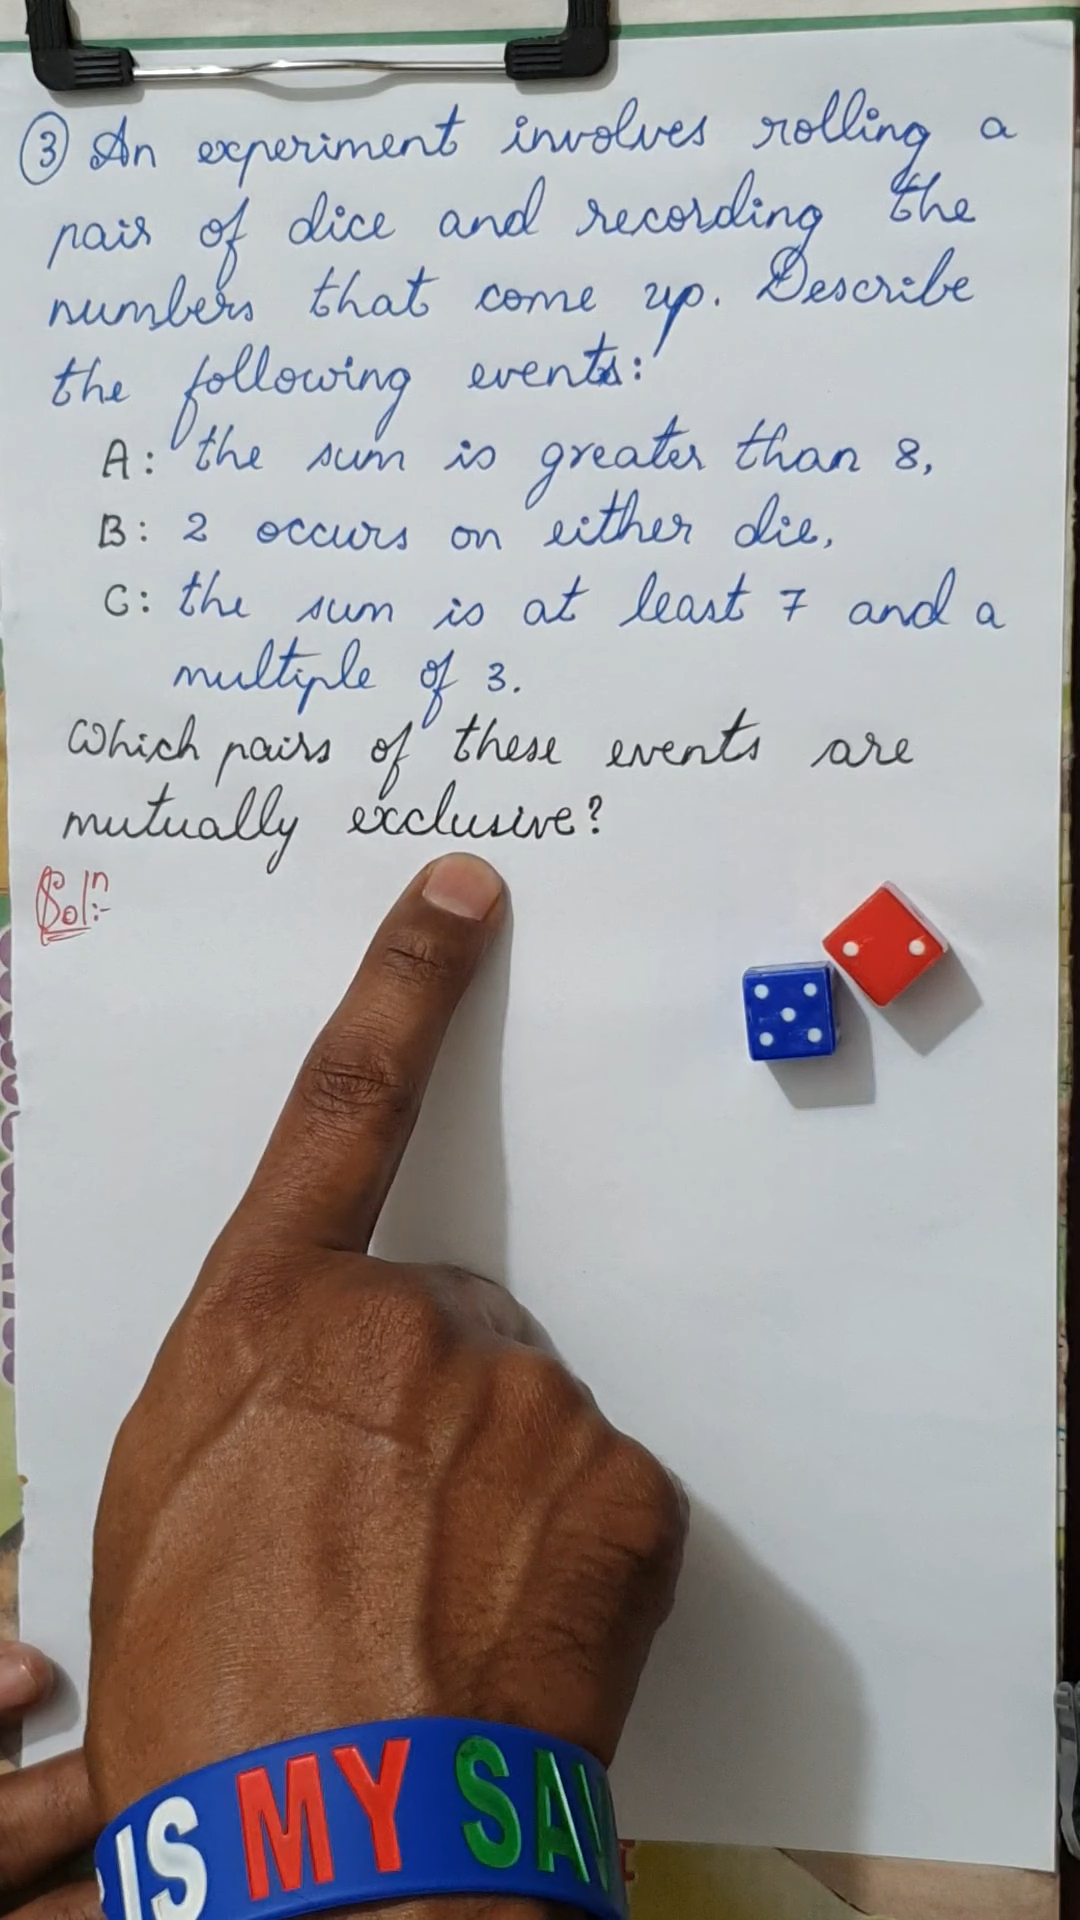 ③ An experiment involves rolling a
pair of dice and recording the
numbers that come up. Describe
the following events:
A: the sum is greater than 8,
B: 2 occurs on either die,
C: the sum is at least 7 and a
multiple of 3.
Which pairs of these events are
mutually exclusive?
Solⁿ:-
IS MY SAV